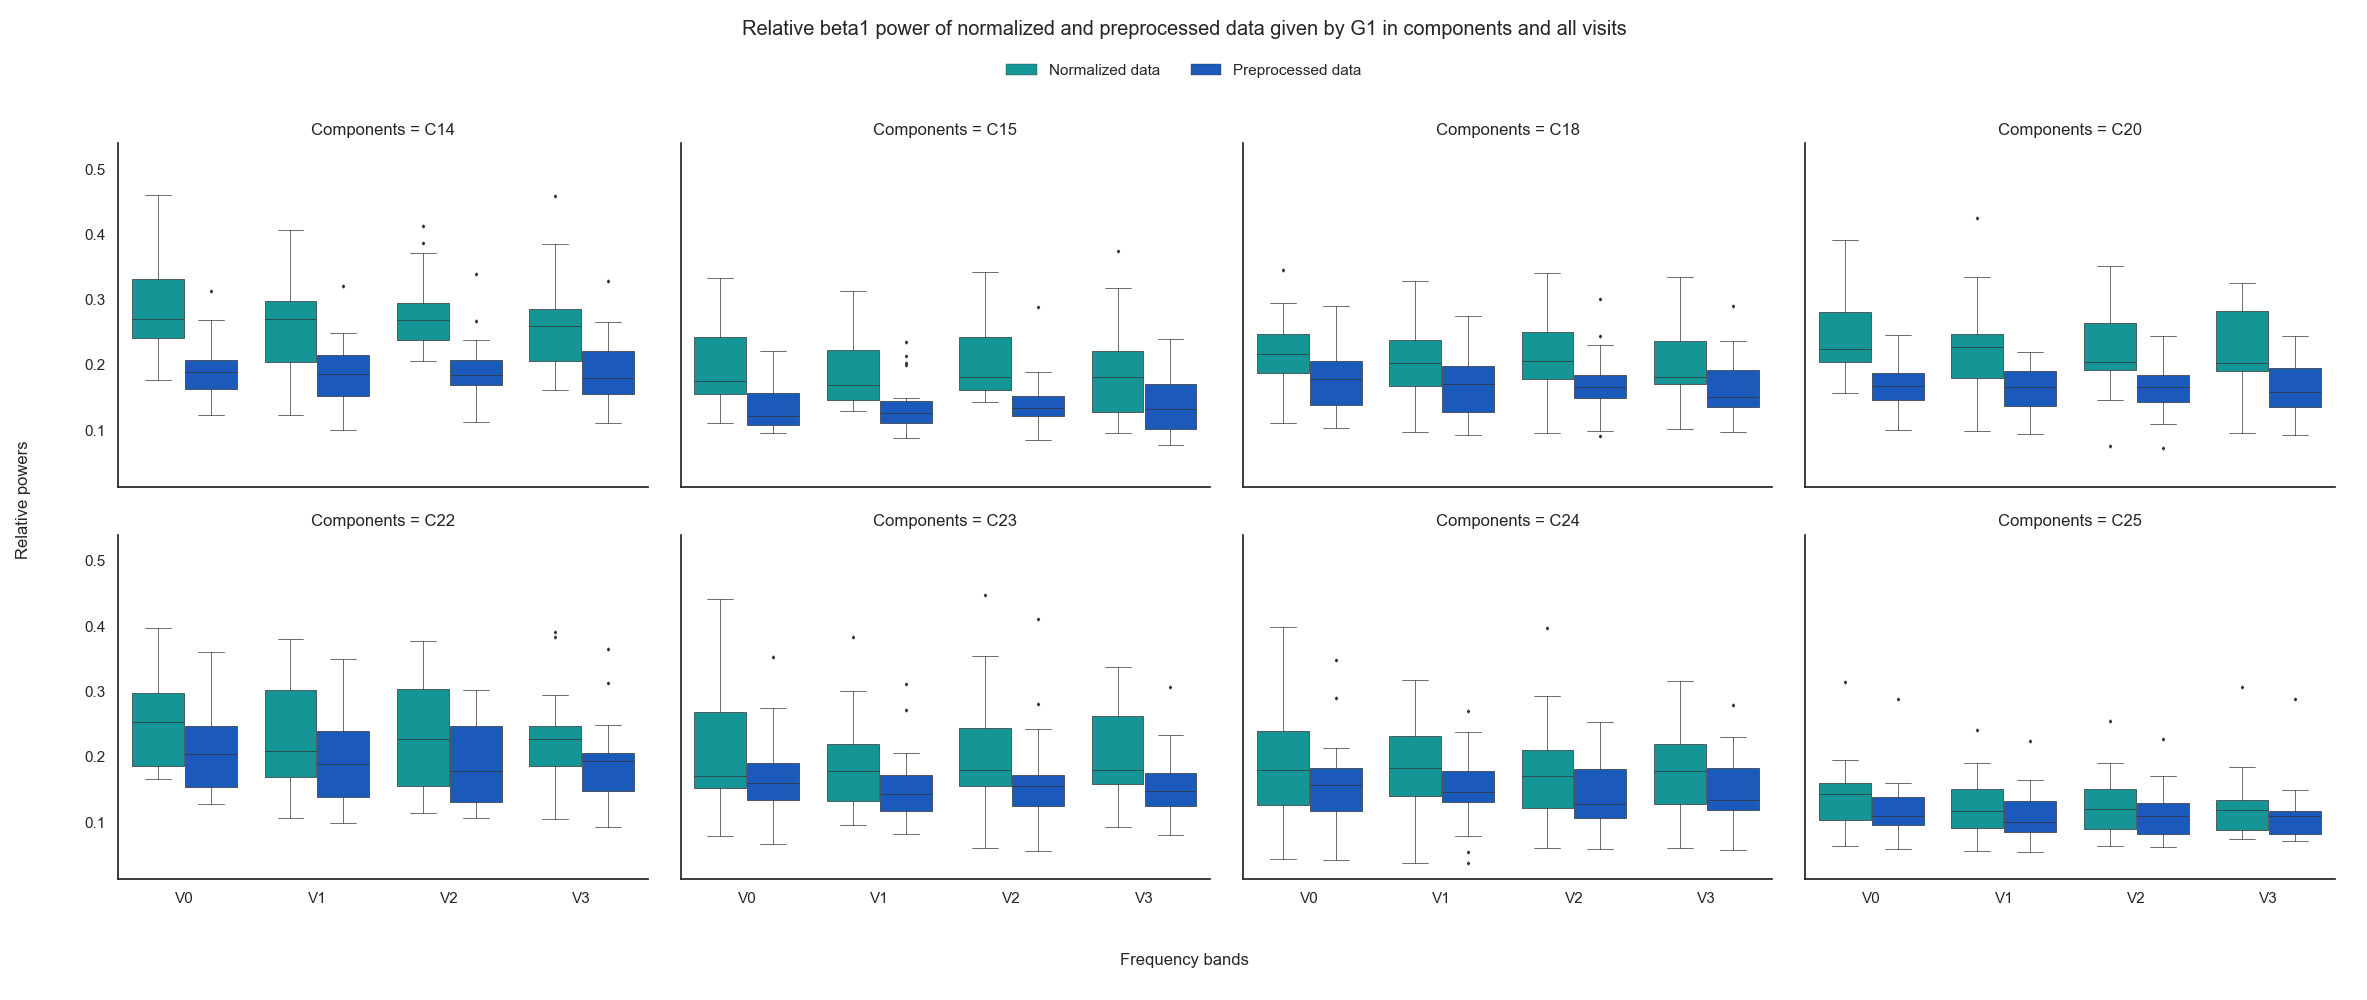 Relative beta1 power of normalized and preprocessed data given by G1 in components and all visits
Normalized data
Preprocessed data
Components = C14
Components = C15
Components = C18
Components = C20
0.5
0.4
0.3
0.2
0.1
Relative powers
Components = C22
Components = C23
Components = C24
Components = C25
0.5
0.4
0.3
0.2
0.1
V0 V1 V2 V3
V0 V1 V2 V3
V0 V1 V2 V3
V0 V1 V2 V3
Frequency bands